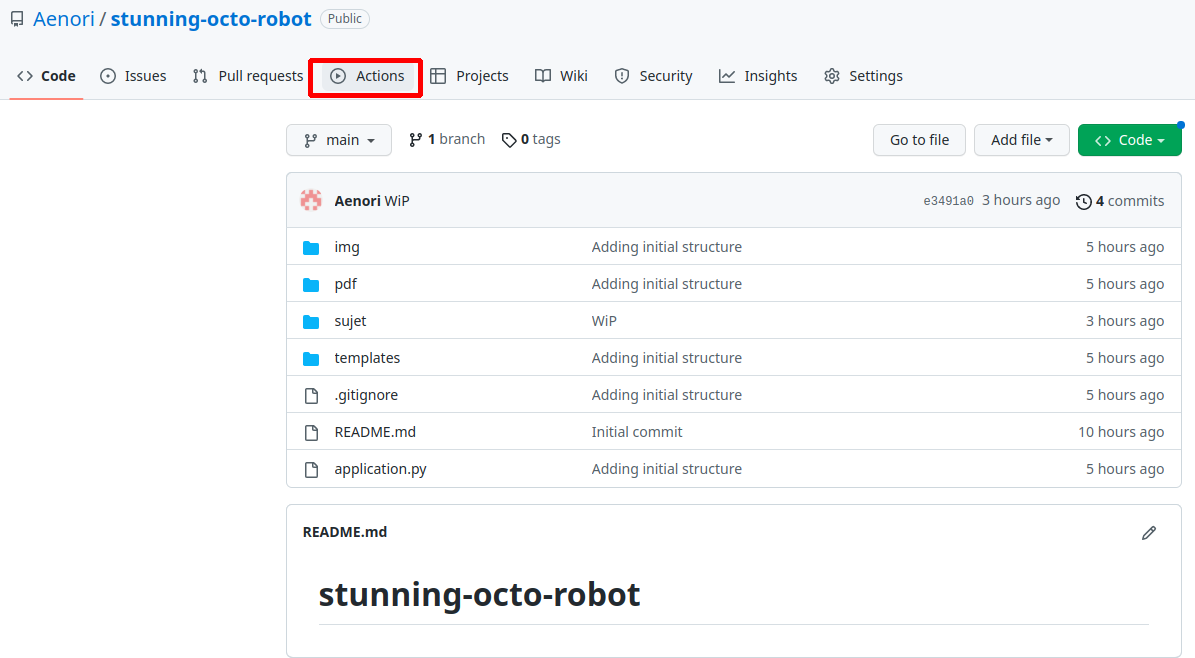 Aenori / stunning-octo-robot Public
Code Issues Pull requests Actions Projects Wiki Security Insights Settings
main 1 branch 0 tags Go to file Add file Code
Aenori WiP e3491a0 3 hours ago 4 commits
img Adding initial structure 5 hours ago
pdf Adding initial structure 5 hours ago
sujet WiP 3 hours ago
templates Adding initial structure 5 hours ago
.gitignore Adding initial structure 5 hours ago
README.md Initial commit 10 hours ago
application.py Adding initial structure 5 hours ago
README.md
stunning-octo-robot